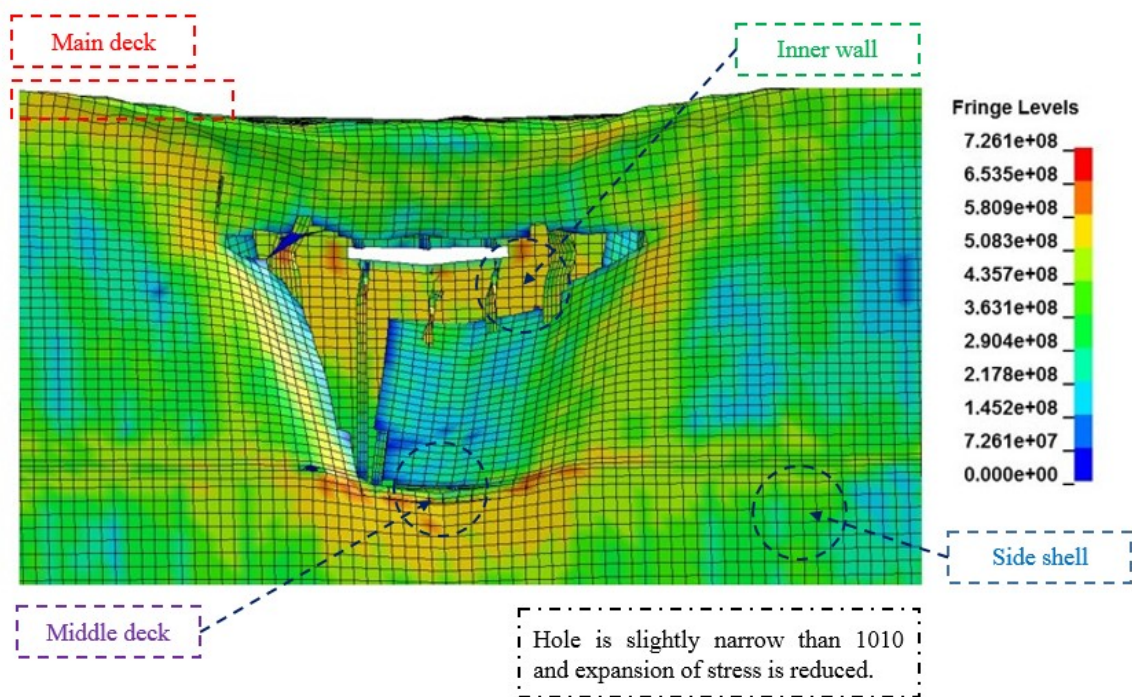 Main deck
Inner wall
Fringe Levels
7.261e+08
6.535e+08
5.809e+08
5.083e+08
4.357e+08
3.631e+08
2.904e+08
2.178e+08
1.452e+08
7.261e+07
0.000e+00
Side shell
Middle deck
Hole is slightly narrow than 1010
and expansion of stress is reduced.